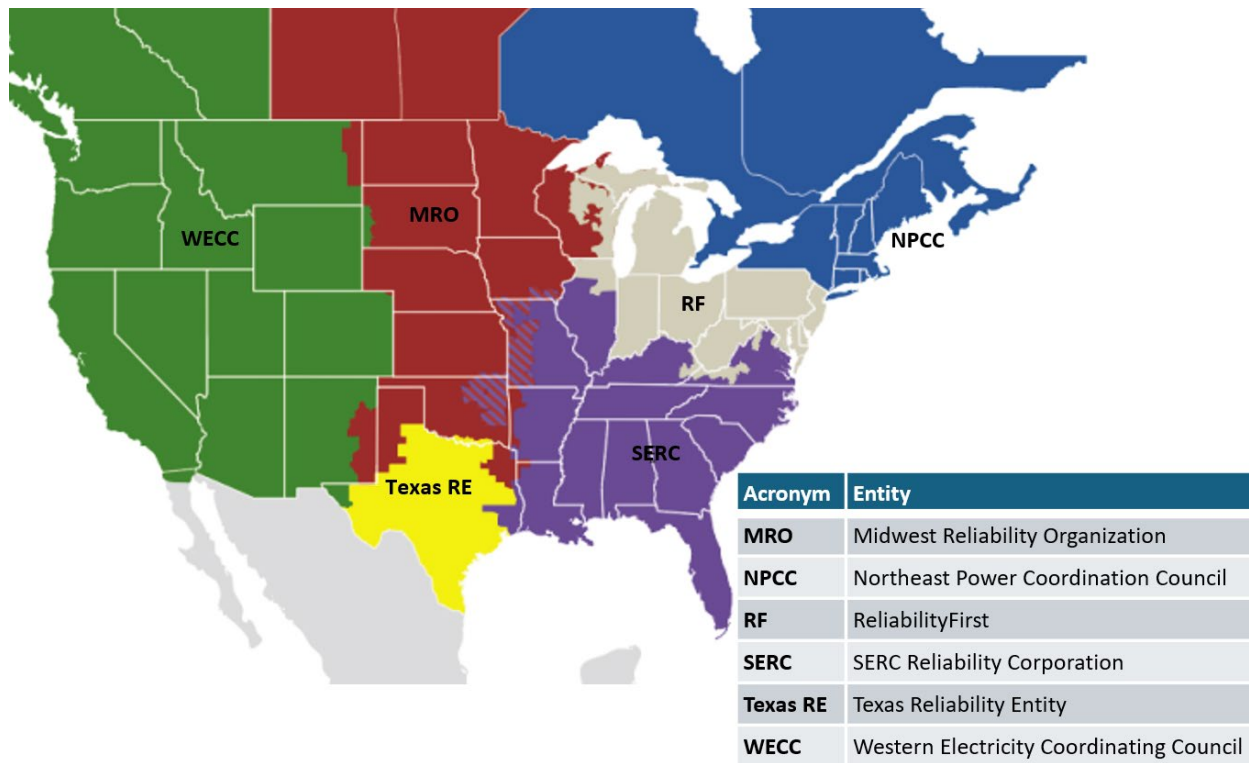 WECC
MRO
NPCC
RF
SERC
Texas RE
Acronym Entity
MRO Midwest Reliability Organization
NPCC Northeast Power Coordination Council
RF ReliabilityFirst
SERC SERC Reliability Corporation
Texas RE Texas Reliability Entity
WECC Western Electricity Coordinating Council